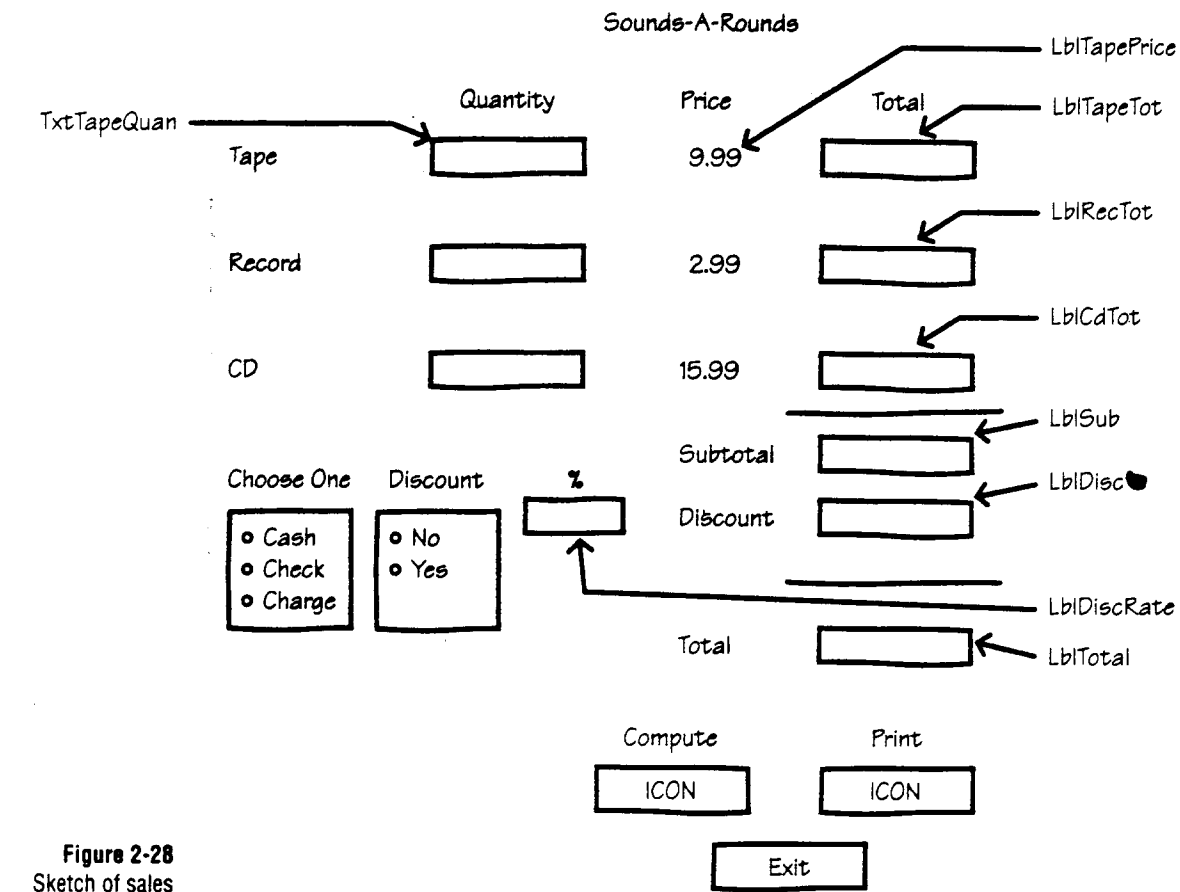 Sounds-A-Rounds
LblTapePrice
Quantity Price Total LblTapeTot
TxtTapeQuan
Tape 9.99
LblRecTot
Record 2.99
LblCdTot
CD 15.99
LblSub
Subtotal
Choose One Discount % LblDisc
Discount
Cash No
Check Yes
Charge
LblDiscRate
Total LblTotal
Compute Print
ICON ICON
Exit
Figure 2-28
Sketch of sales